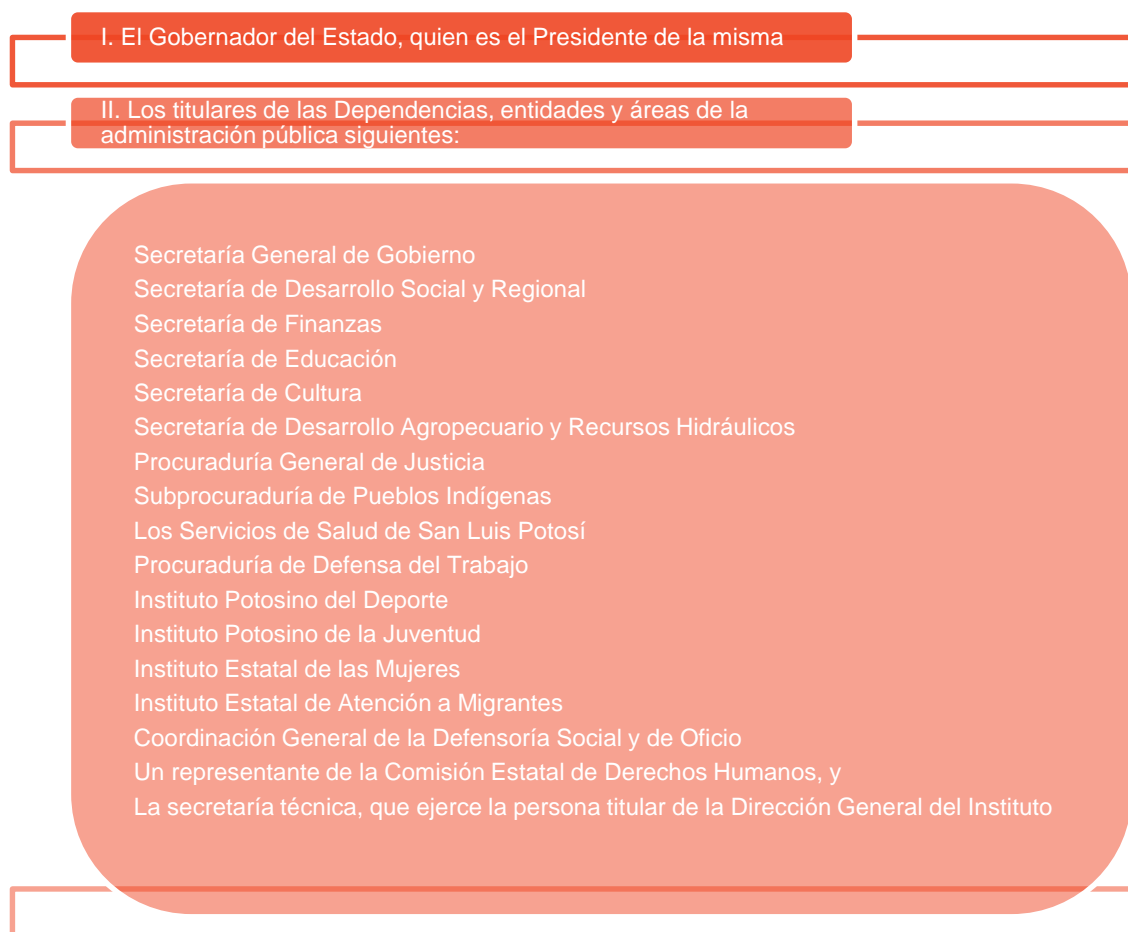 I. El Gobernador del Estado, quien es el Presidente de la misma
II. Los titulares de las Dependencias, entidades y áreas de la
administración pública siguientes:
Secretaría General de Gobierno
Secretaría de Desarrollo Social y Regional
Secretaría de Finanzas
Secretaría de Educación
Secretaría de Cultura
Secretaría de Desarrollo Agropecuario y Recursos Hidráulicos
Procuraduría General de Justicia
Subprocuraduría de Pueblos Indígenas
Los Servicios de Salud de San Luis Potosí
Procuraduría de Defensa del Trabajo
Instituto Potosino del Deporte
Instituto Potosino de la Juventud
Instituto Estatal de las Mujeres
Instituto Estatal de Atención a Migrantes
Coordinación General de la Defensoría Social y de Oficio
Un representante de la Comisión Estatal de Derechos Humanos, y
La secretaría técnica, que ejerce la persona titular de la Dirección General del Instituto